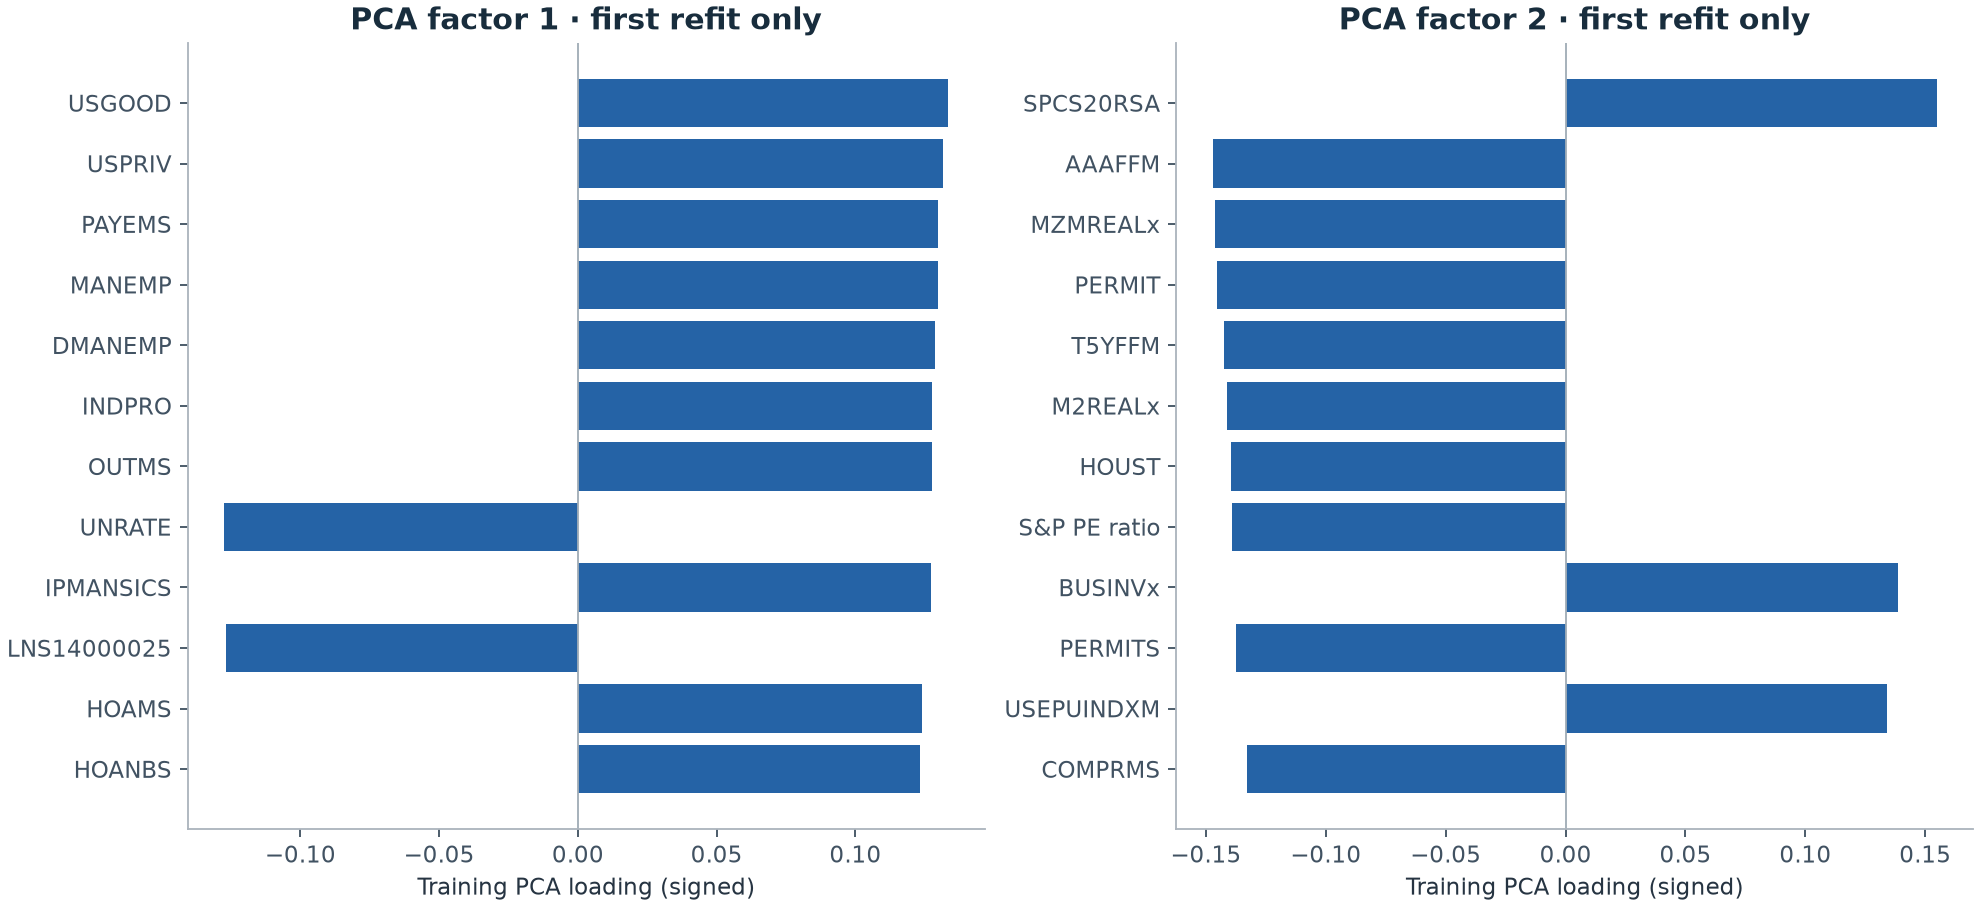 PCA factor 1 · first refit only
USGOOD
USPRIV
PAYEMS
MANEMP
DMANEMP
INDPRO
OUTMS
UNRATE
IPMANSICS
LNS14000025
HOAMS
HOANBS
−0.10 −0.05 0.00 0.05 0.10
Training PCA loading (signed)
PCA factor 2 · first refit only
SPCS20RSA
AAAFFM
MZMREALx
PERMIT
T5YFFM
M2REALx
HOUST
S&P PE ratio
BUSINVx
PERMITS
USEPUINDXM
COMPRMS
−0.15 −0.10 −0.05 0.00 0.05 0.10 0.15
Training PCA loading (signed)